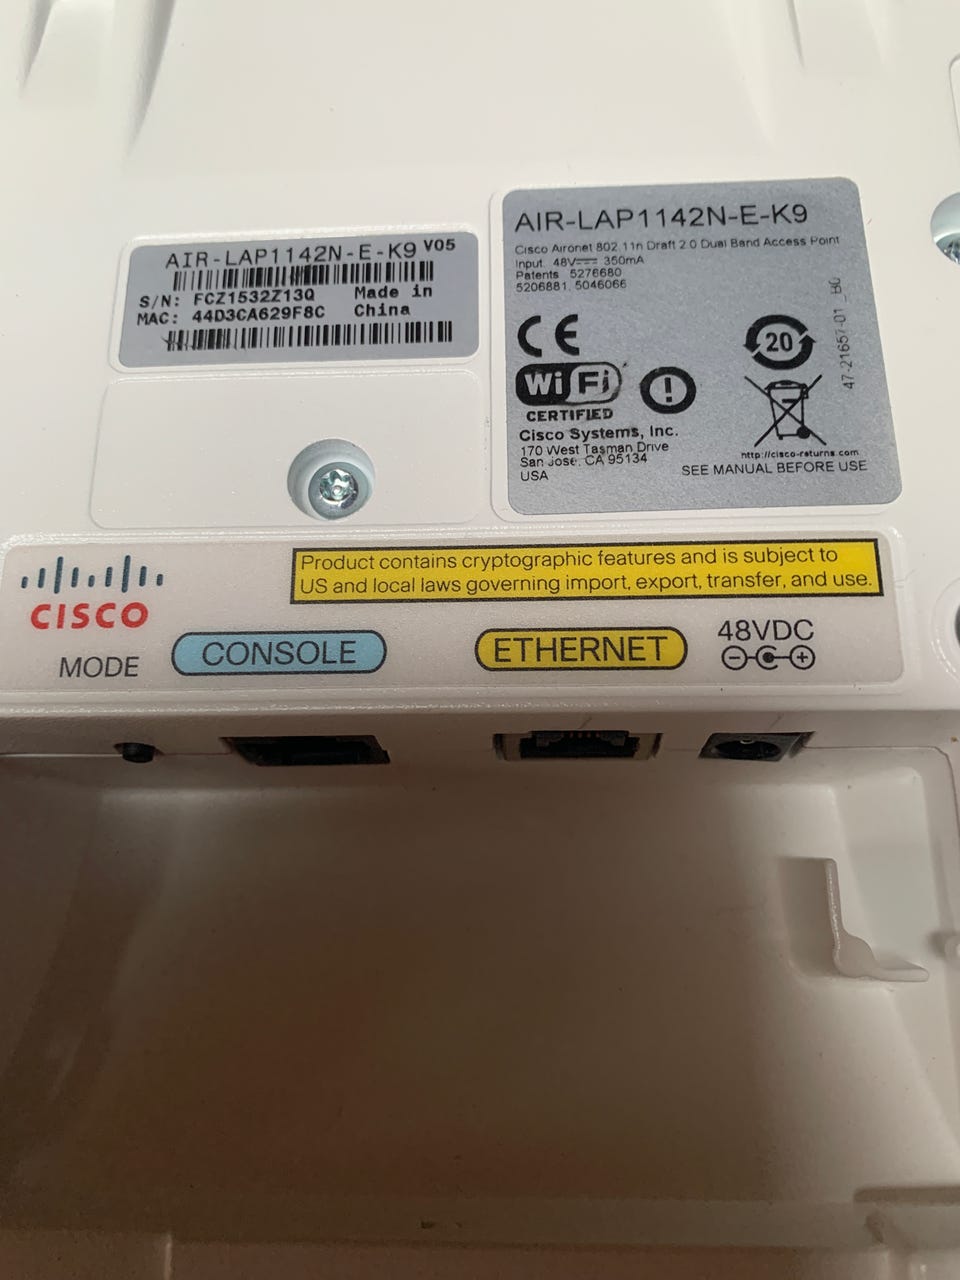 AIR-LAP1142N-E-K9 V05
S/N: FCZ1532Z13Q Made in
MAC: 44D3CA629F8C China
AIR-LAP1142N-E-K9
Cisco Aironet 802.11n Draft 2.0 Dual Band Access Point
Input. 48V⎓ 350mA
Patents 5276680
5206881, 5046066
CE
20
47-21657-01 _B0
Wi Fi
CERTIFIED
Cisco Systems, Inc.
170 West Tasman Drive
San Jose, CA 95134
USA
http://cisco-returns.com
SEE MANUAL BEFORE USE
CISCO
Product contains cryptographic features and is subject to
US and local laws governing import, export, transfer, and use.
MODE
CONSOLE
ETHERNET
48VDC